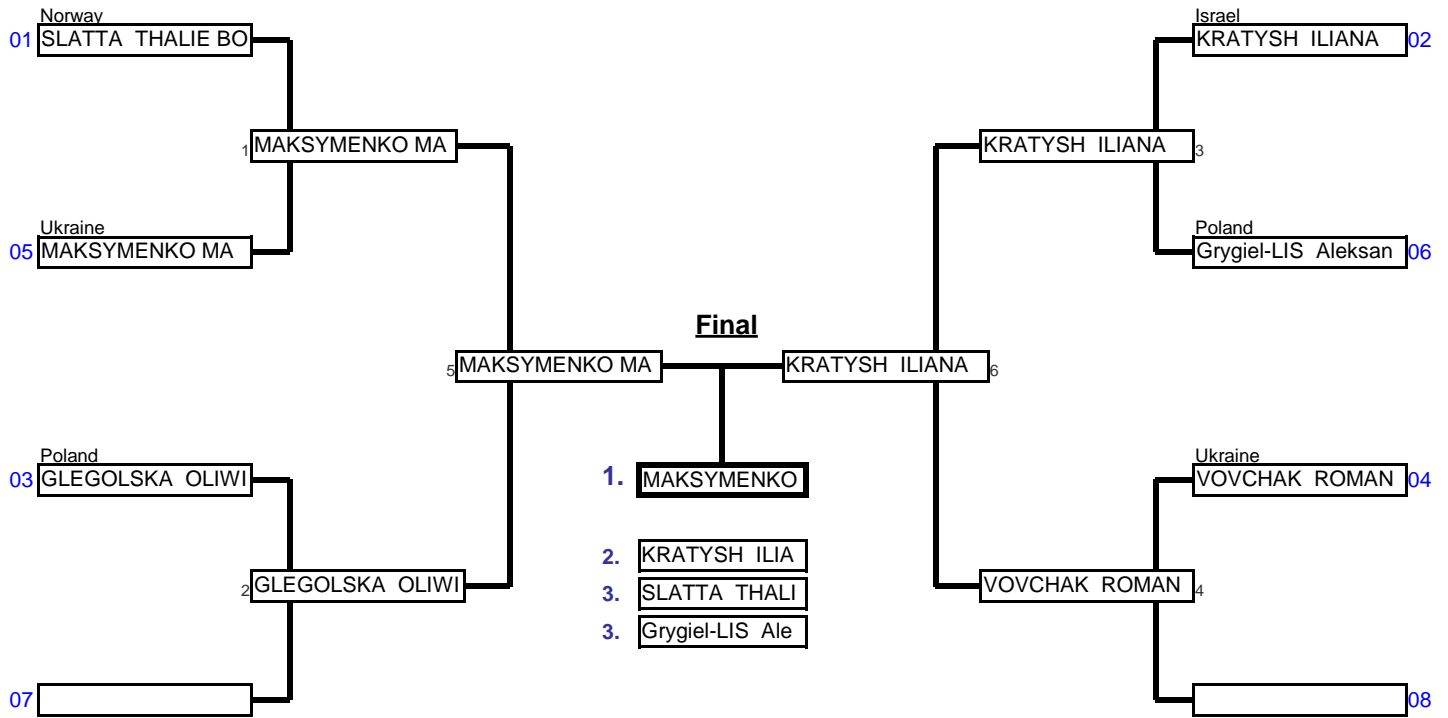 Norway
01 SLATTA THALIE BO
Israel
KRATYSH ILIANA 02
1 MAKSYMENKO MA
KRATYSH ILIANA 3
Ukraine
05 MAKSYMENKO MA
Poland
Grygiel-LIS Aleksan 06
Final
5 MAKSYMENKO MA
KRATYSH ILIANA 6
Poland
03 GLEGOLSKA OLIWI
1. MAKSYMENKO
Ukraine
VOVCHAK ROMAN 04
2. KRATYSH ILIA
3. SLATTA THALI
3. Grygiel-LIS Ale
2 GLEGOLSKA OLIWI
VOVCHAK ROMAN 4
07
08